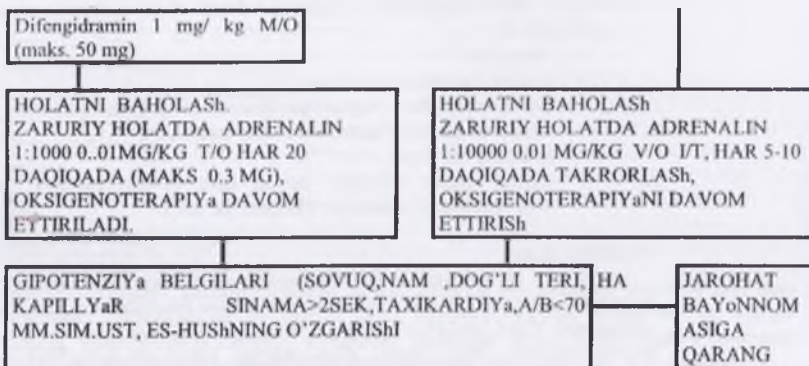 Difengidramin 1 mg/ kg M/O
(maks. 50 mg)
HOLATNI BAHOLASh.
ZARURIY HOLATDA ADRENALIN
1:1000 0..01MG/KG T/O HAR 20
DAQIQADA (MAKS 0.3 MG),
OKSIGENOTERAPIYa DAVOM
ETTIRILADI.
HOLATNI BAHOLASh
ZARURIY HOLATDA ADRENALIN
1:10000 0.01 MG/KG V/O I/T, HAR 5-10
DAQIQADA TAKRORLASh,
OKSIGENOTERAPIYaNI DAVOM
ETTIRISh
GIPOTENZIYa BELGILARI (SOVUQ,NAM ,DOG'LI TERI,
KAPILLYaR SINAMA>2SEK,TAXIKARDIYa,A/B<70
MM.SIM.UST, ES-HUShNING O'ZGARIShI
HA
JAROHAT
BAYoNNOM
ASIGA
QARANG